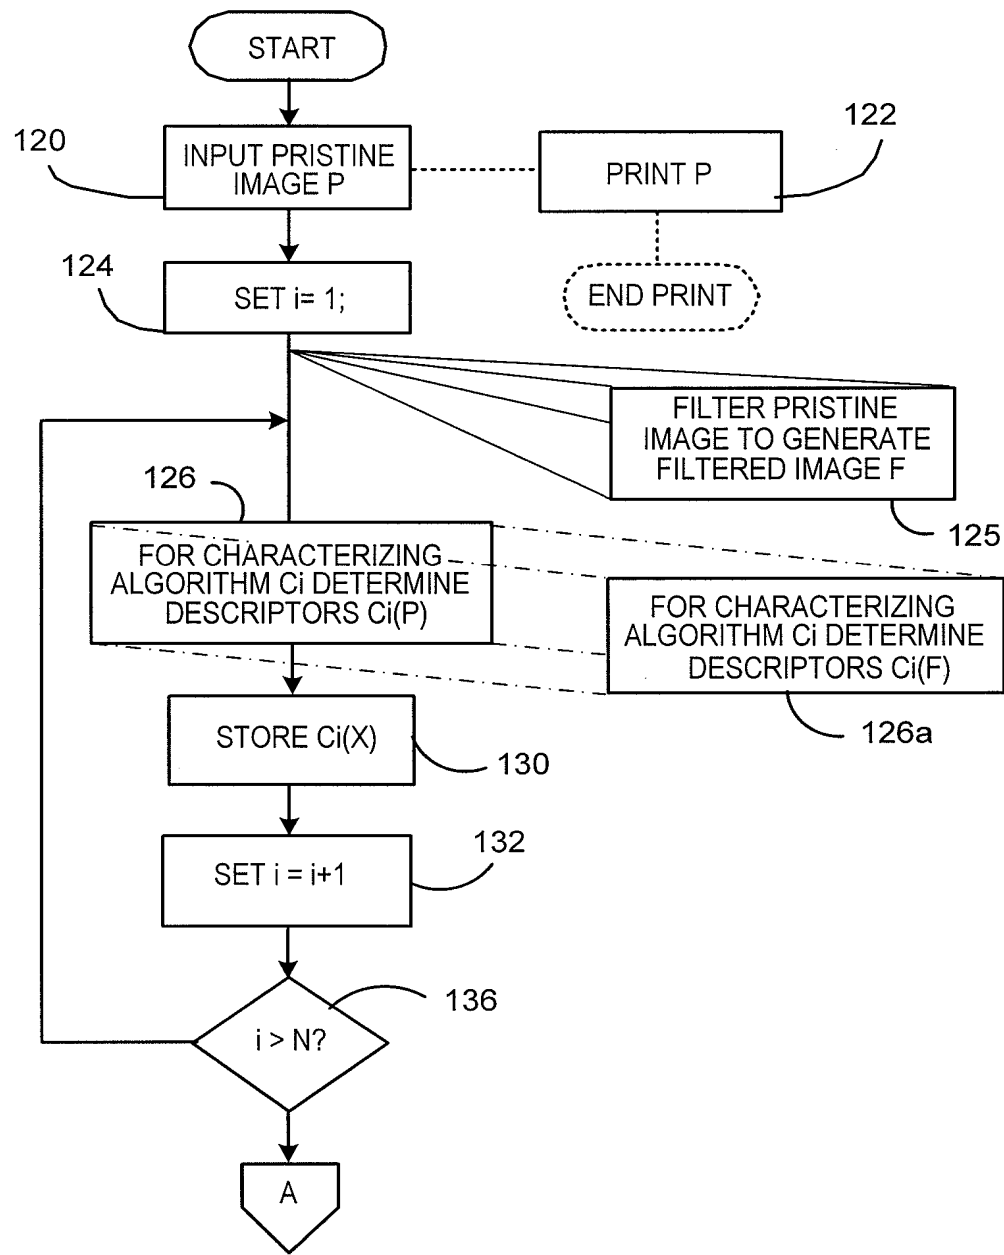 START
120
INPUT PRISTINE
IMAGE P
PRINT P
122
124
SET i= 1;
END PRINT
FILTER PRISTINE
IMAGE TO GENERATE
FILTERED IMAGE F
125
126
FOR CHARACTERIZING
ALGORITHM Ci DETERMINE
DESCRIPTORS Ci(P)
FOR CHARACTERIZING
ALGORITHM Ci DETERMINE
DESCRIPTORS Ci(F)
126a
STORE Ci(X)
130
SET i = i+1
132
i > N?
136
A